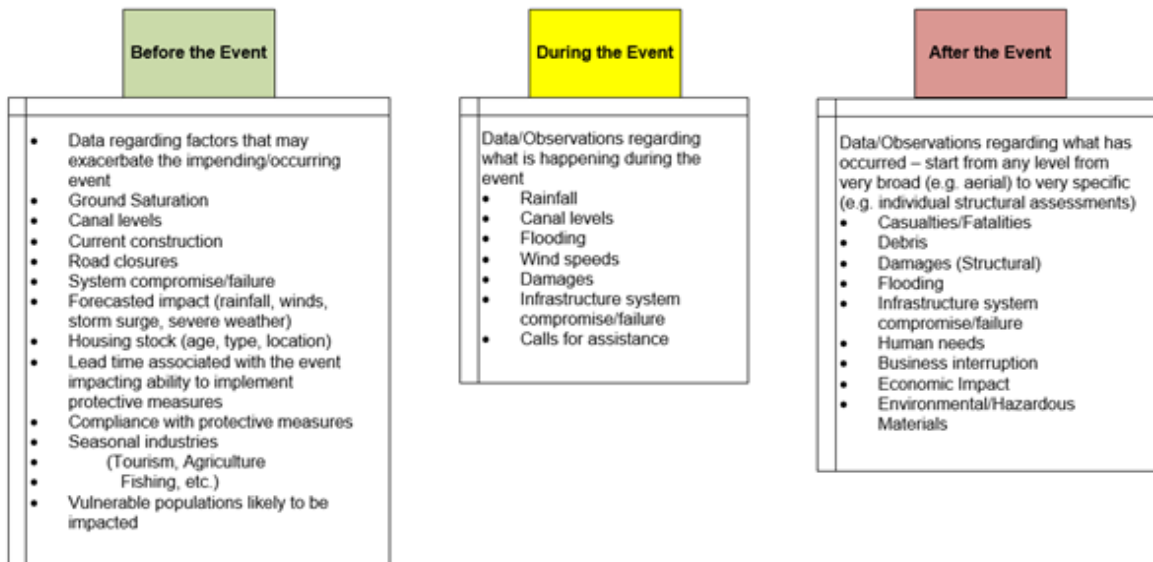 Before the Event
• Data regarding factors that may
exacerbate the impending/occurring
event
• Ground Saturation
• Canal levels
• Current construction
• Road closures
• System compromise/failure
• Forecasted impact (rainfall, winds,
storm surge, severe weather)
• Housing stock (age, type, location)
• Lead time associated with the event
impacting ability to implement
protective measures
• Compliance with protective measures
• Seasonal industries
• (Tourism, Agriculture
• Fishing, etc.)
• Vulnerable populations likely to be
impacted
During the Event
Data/Observations regarding
what is happening during the
event
• Rainfall
• Canal levels
• Flooding
• Wind speeds
• Damages
• Infrastructure system
compromise/failure
• Calls for assistance
After the Event
Data/Observations regarding what has
occurred – start from any level from
very broad (e.g. aerial) to very specific
(e.g. individual structural assessments)
• Casualties/Fatalities
• Debris
• Damages (Structural)
• Flooding
• Infrastructure system
compromise/failure
• Human needs
• Business interruption
• Economic Impact
• Environmental/Hazardous
Materials